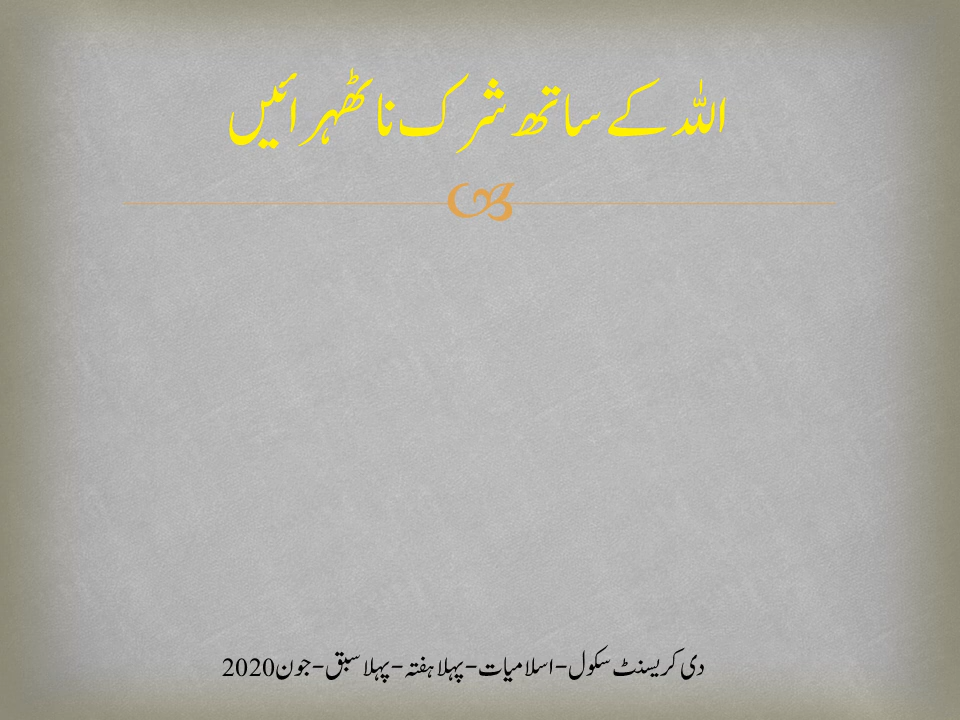 اللہ کے ساتھ شرک نا ٹھہرائیں
دی کریسنٹ سکول-اسلامیات-پہلا ہفتہ-پہلا سبق-جون2020